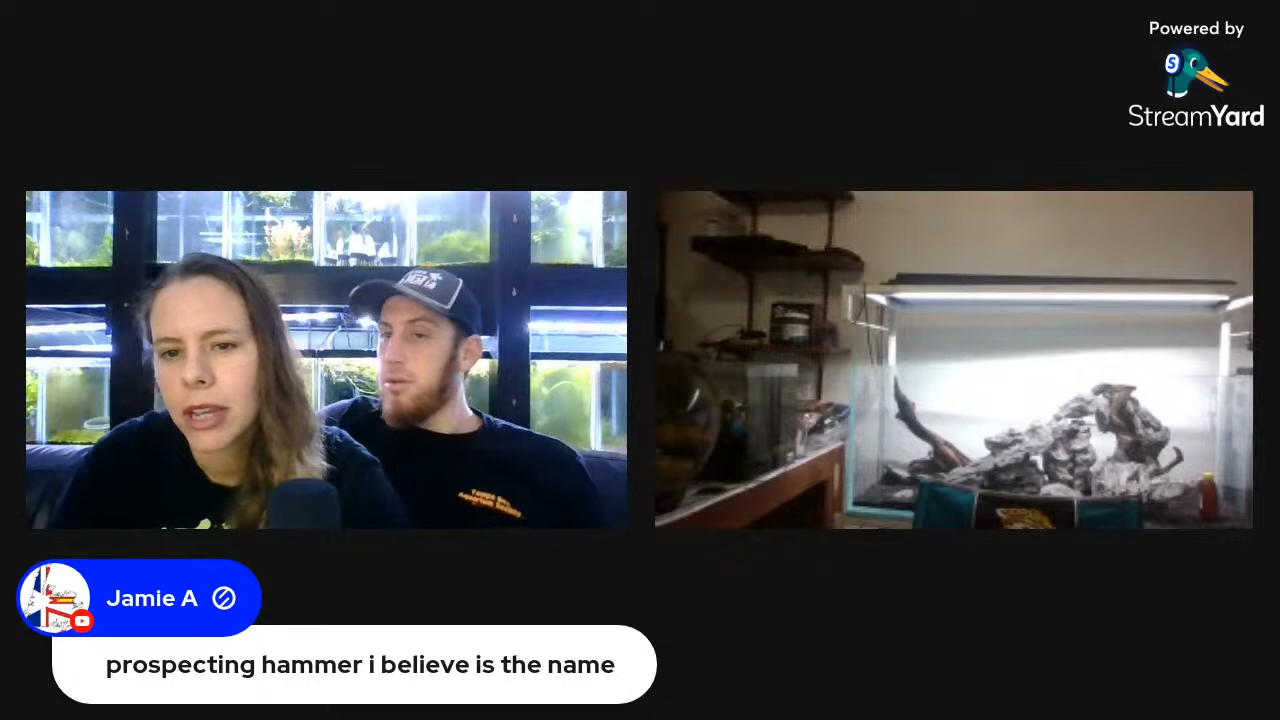 Powered by
StreamYard
Jamie A
prospecting hammer i believe is the name